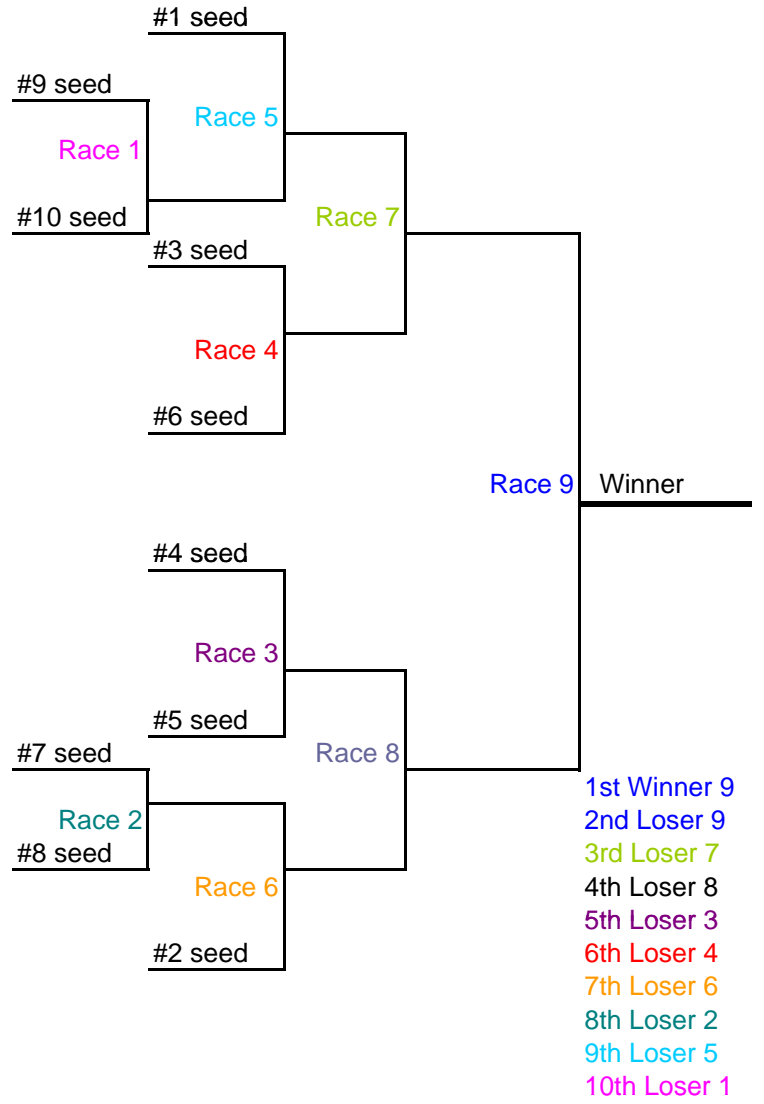 #1 seed
#9 seed
Race 5
Race 1
#10 seed
Race 7
#3 seed
Race 4
#6 seed
Race 9
Winner
#4 seed
Race 3
#5 seed
#7 seed
Race 8
1st Winner 9
Race 2
2nd Loser 9
#8 seed
3rd Loser 7
Race 6
4th Loser 8
5th Loser 3
#2 seed
6th Loser 4
7th Loser 6
8th Loser 2
9th Loser 5
10th Loser 1